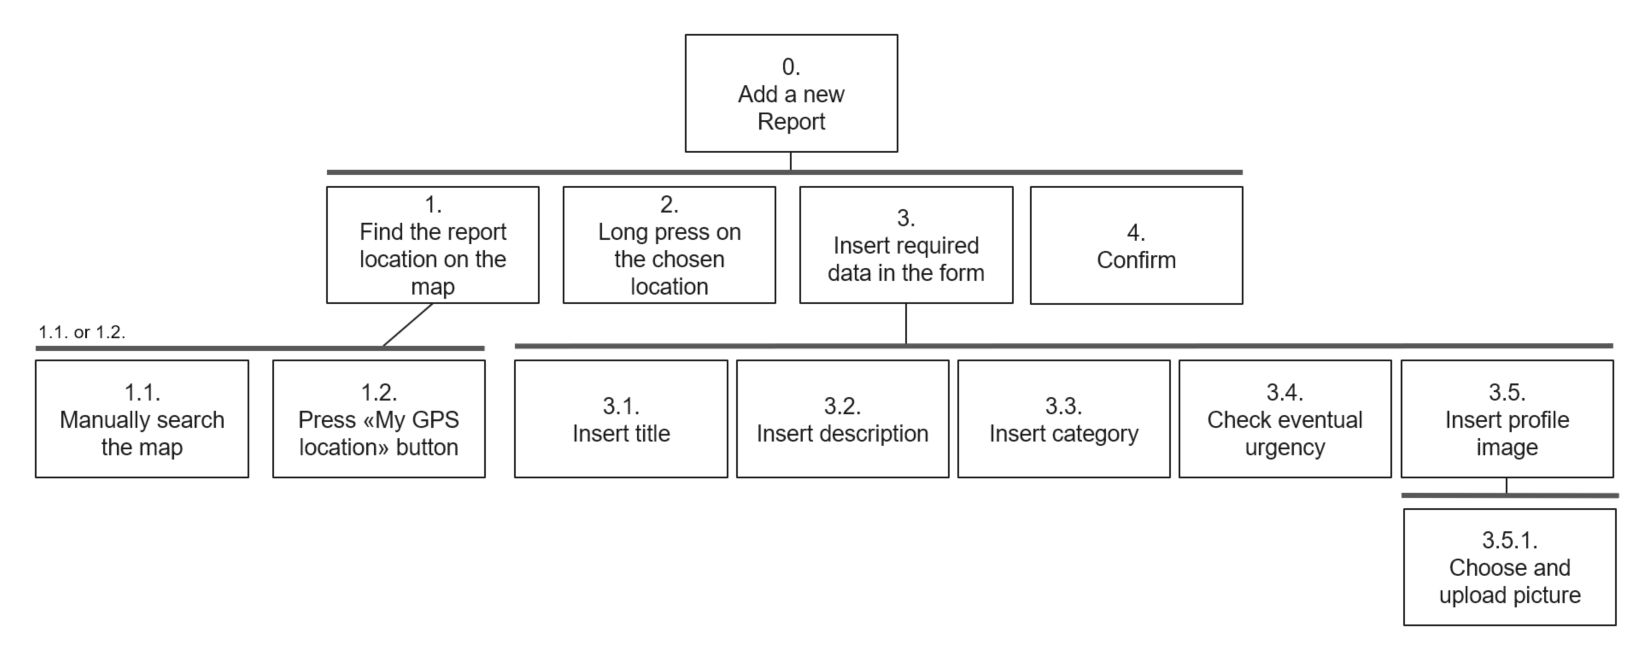 0.
Add a new
Report
1.
Find the report
location on the
map
2.
Long press on
the chosen
location
3.
Insert required
data in the form
4.
Confirm
1.1. or 1.2.
1.1.
Manually search
the map
1.2.
Press «My GPS
location» button
3.1.
Insert title
3.2.
Insert description
3.3.
Insert category
3.4.
Check eventual
urgency
3.5.
Insert profile
image
3.5.1.
Choose and
upload picture